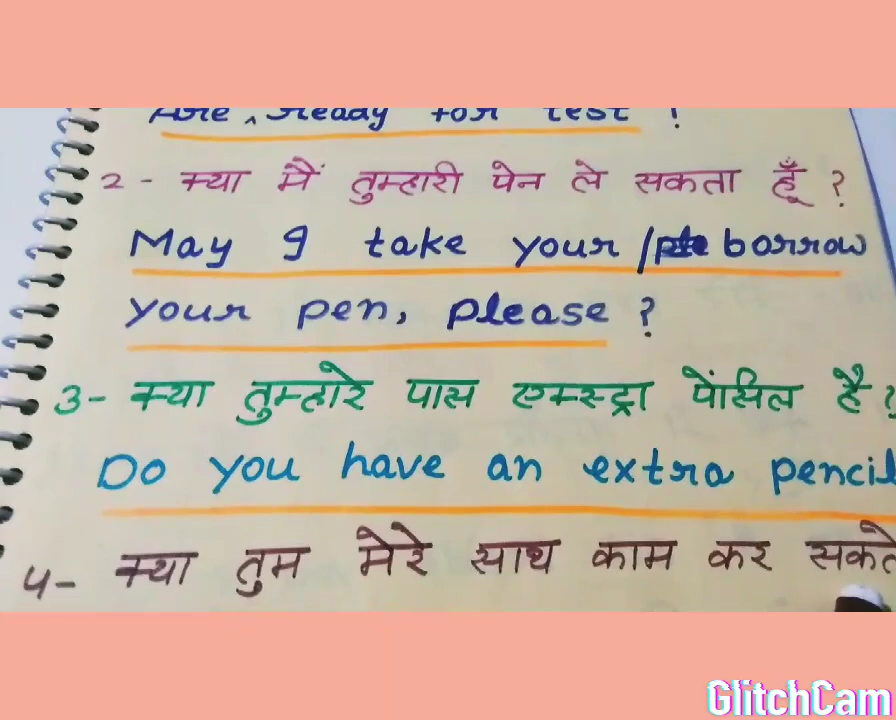 Are ^ ready for test ?
2 - क्या मैं तुम्हारी पेन ले सकता हूँ ?
May I take your / borrow
your pen, please ?
3- क्या तुम्हारे पास एक्स्ट्रा पेंसिल है ?
Do you have an extra pencil
4- क्या तुम मेरे साथ काम कर सकते
GlitchCam